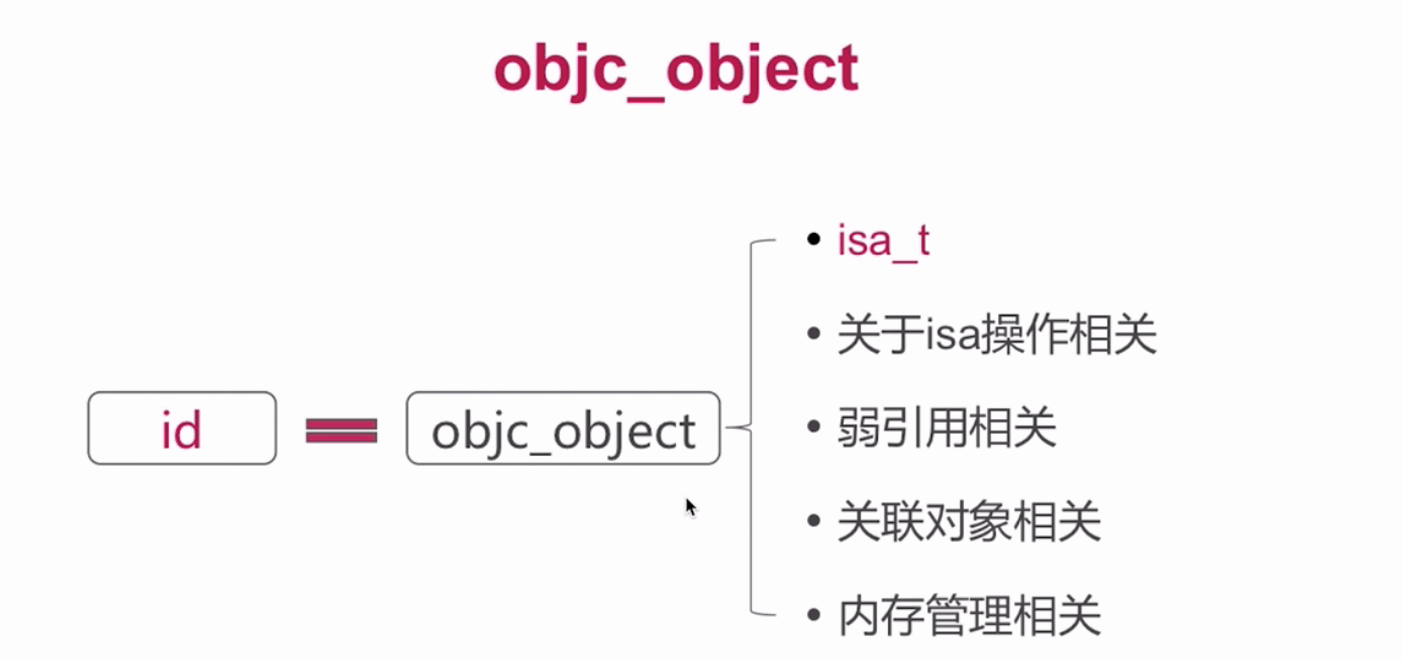 objc_object
• isa_t
• 关于isa操作相关
• 弱引用相关
id
objc_object
• 关联对象相关
• 内存管理相关